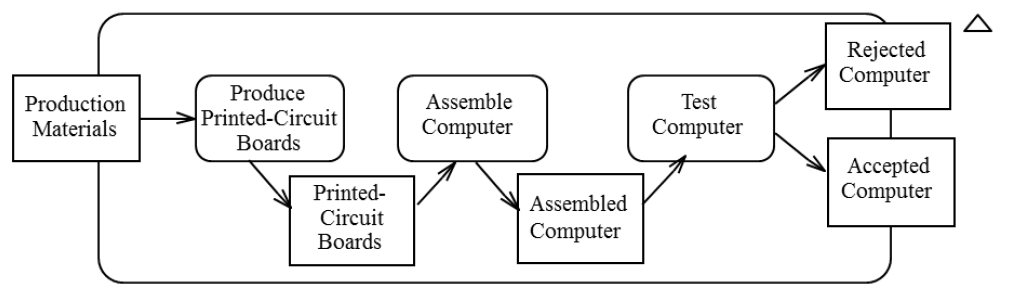 Production
Materials
Produce
Printed-Circuit
Boards
Printed-
Circuit
Boards
Assemble
Computer
Assembled
Computer
Test
Computer
Rejected
Computer
Accepted
Computer